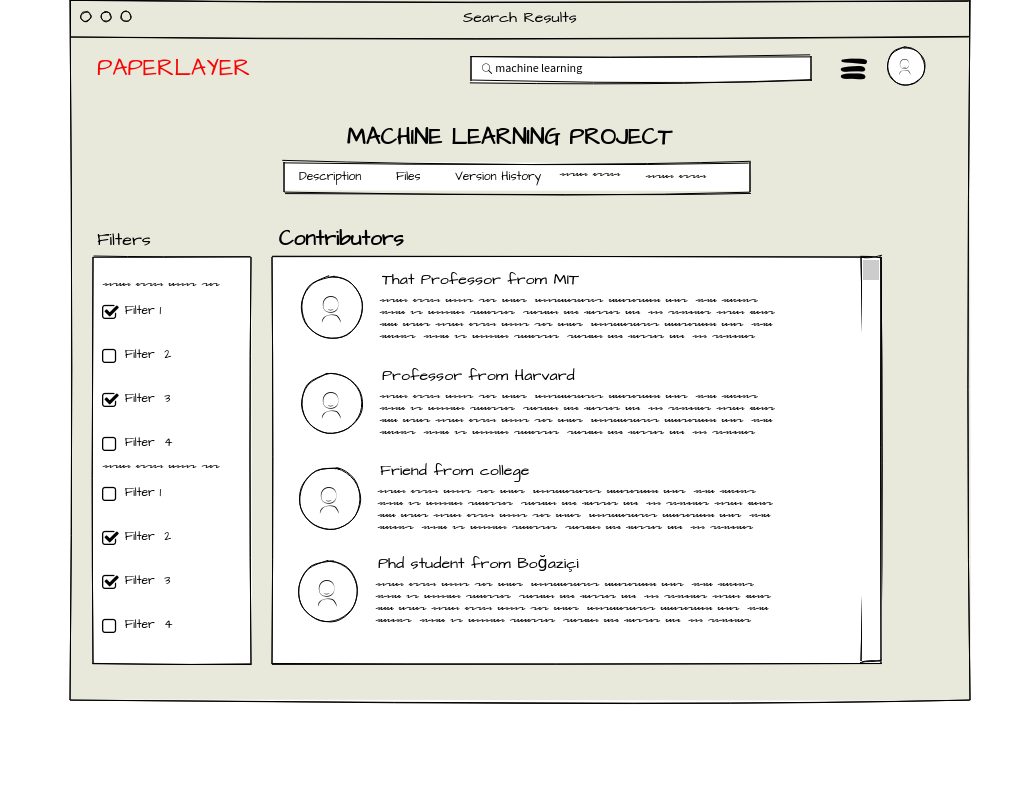 Search Results
PAPERLAYER
machine learning
MACHINE LEARNING PROJECT
Description Files Version History
Filters
Contributors
Filter 1
Filter 2
Filter 3
Filter 4
Filter 1
Filter 2
Filter 3
Filter 4
That Professor from MIT
Professor from Harvard
Friend from college
Phd student from Boğaziçi